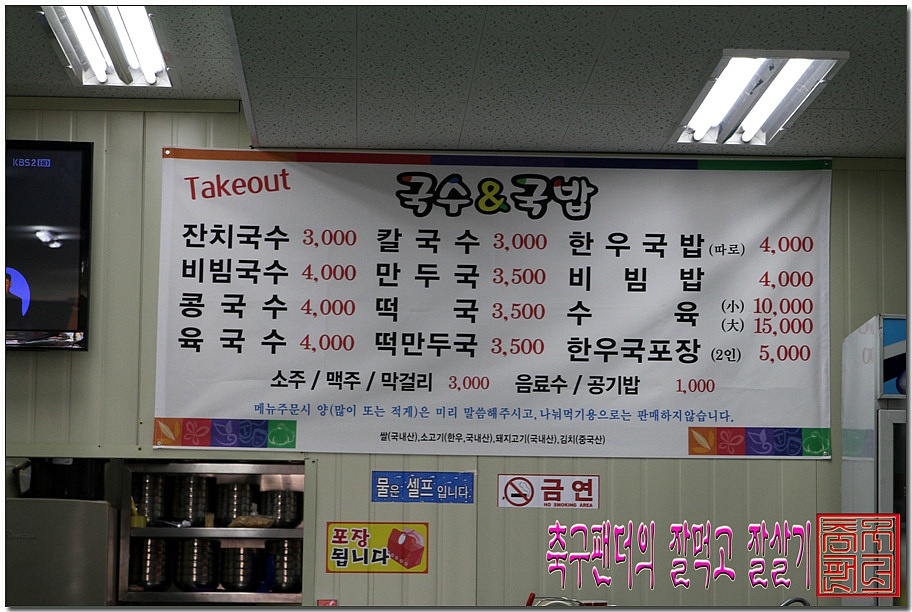 KBS2
Takeout
국수&국밥
잔치국수 3,000 칼국수 3,000 한우국밥(따로) 4,000
비빔국수 4,000 만두국 3,500 비빔밥 4,000
콩국수 4,000 떡국 3,500 수육 (小) 10,000
(大) 15,000
육국수 4,000 떡만두국 3,500 한우국포장 (2인) 5,000
소주 / 맥주 / 막걸리 3,000 음료수 / 공기밥 1,000
메뉴주문시 양(많이 또는 적게)은 미리 말씀해주시고, 나눠먹기용으로는 판매하지않습니다.
쌀(국내산),소고기(한우,국내산),돼지고기(국내산),김치(중국산)
물은 셀프 입니다.
금연
NO SMOKING AREA
포장
됩니다
축구팬더의 잘먹고 잘살기